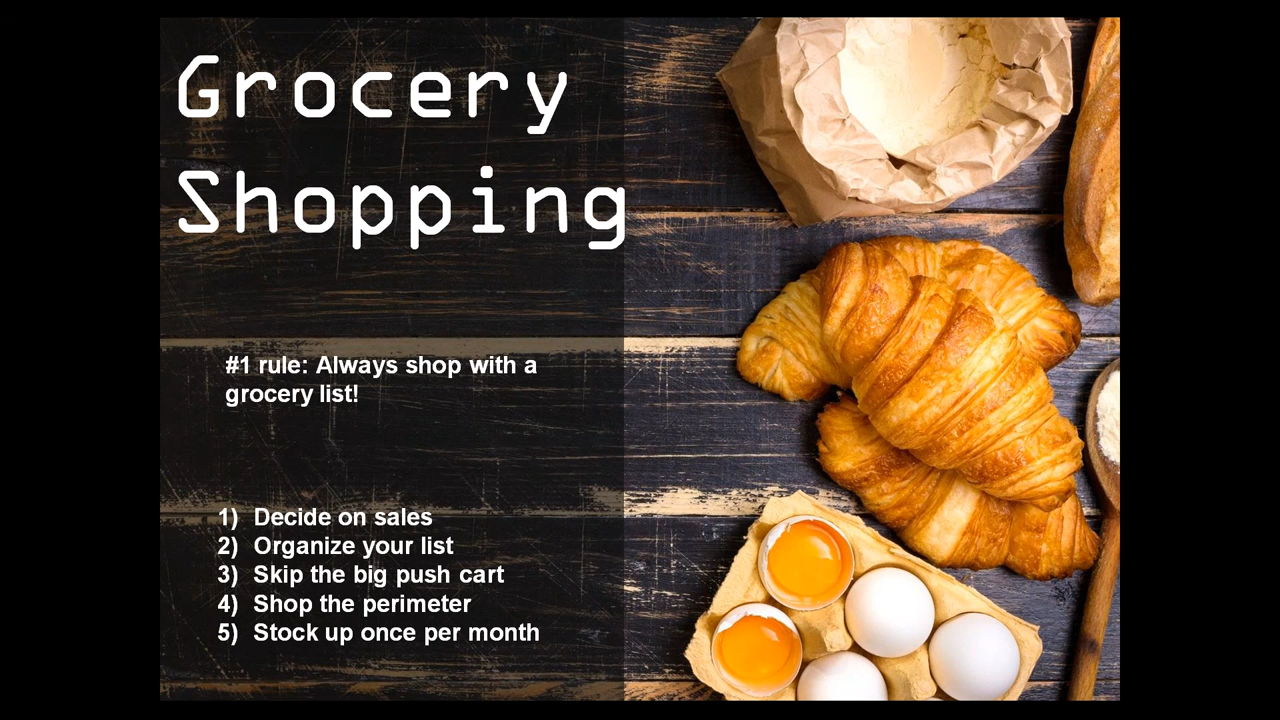 Grocery
Shopping
#1 rule: Always shop with a
grocery list!
1) Decide on sales
2) Organize your list
3) Skip the big push cart
4) Shop the perimeter
5) Stock up once per month